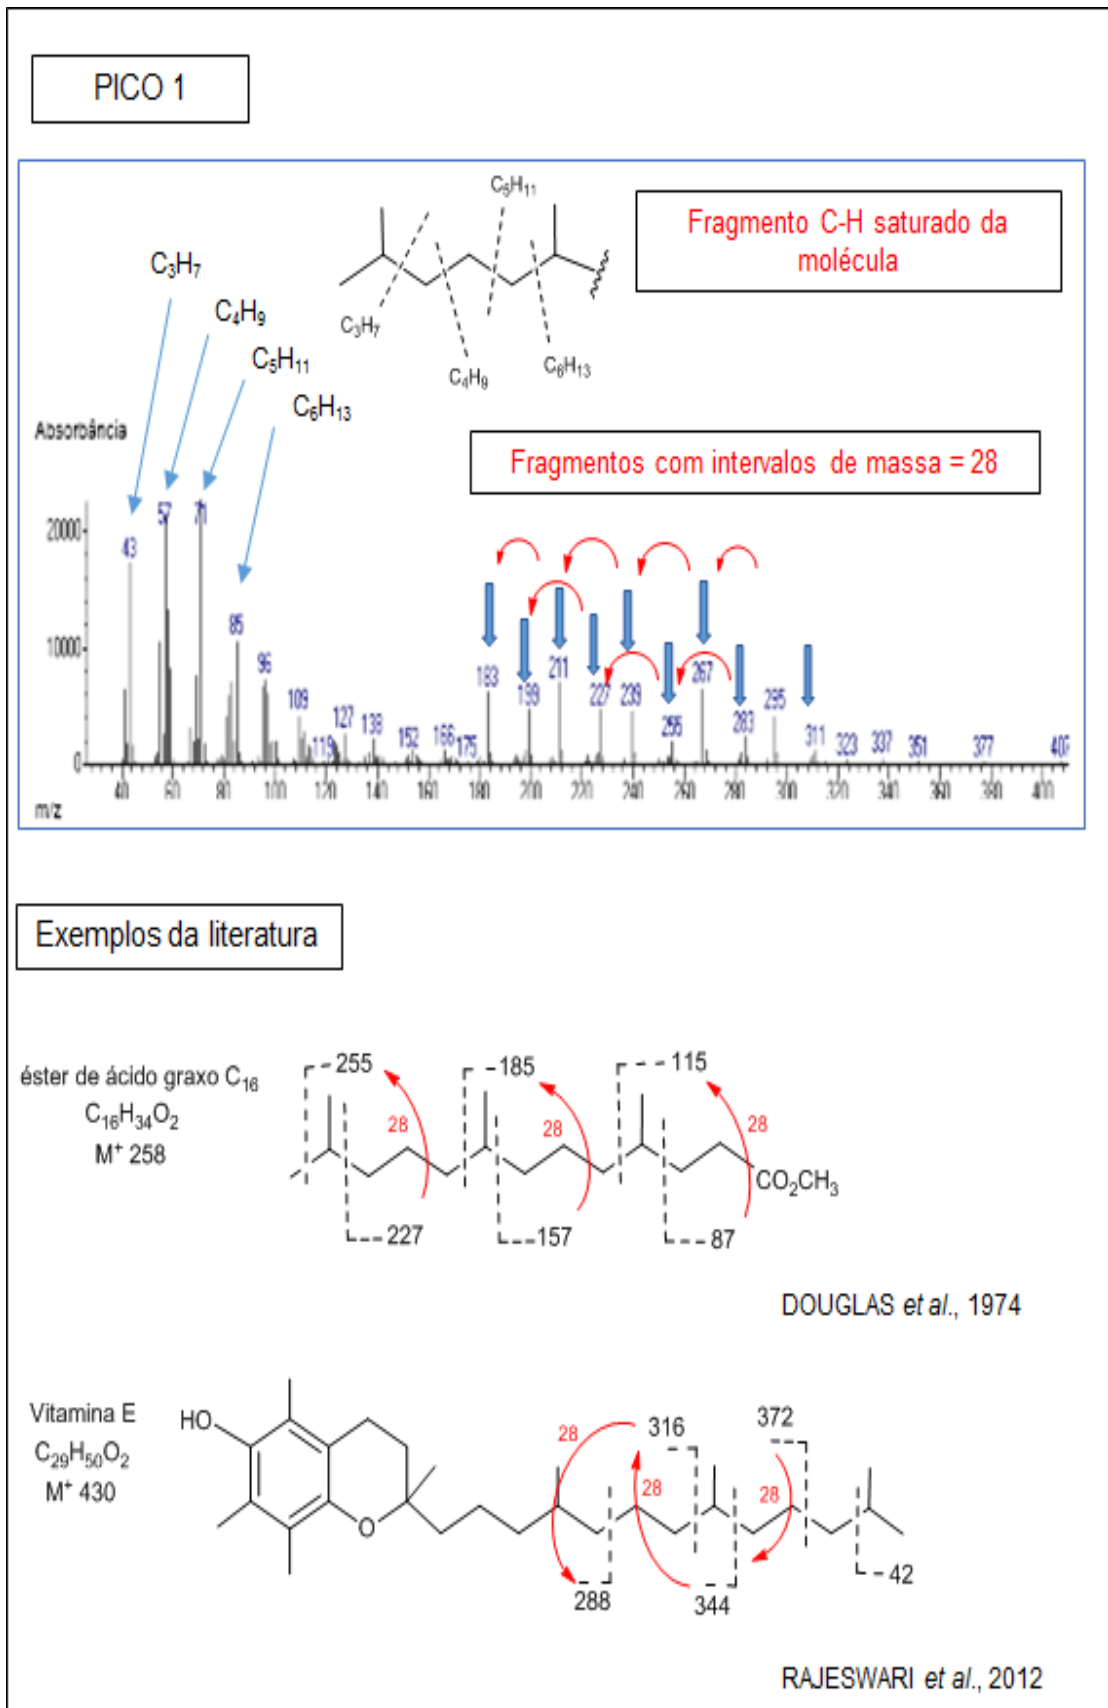 PICO 1
C5H11
Fragmento C-H saturado da
molécula
C3H7
C4H9
C3H7
C5H11
C4H9
C6H13
C6H13
Absorbância
Fragmentos com intervalos de massa = 28
20000
10000
0
43
57
71
85
96
109
119
127
138
152
166
175
183
199
211
227
239
255
267
283
295
311
323
337
351
377
40 60 80 100 120 140 160 180 200 220 240 260 280 300 320 340 360 380 400
m/z
Exemplos da literatura
éster de ácido graxo C16
C16H34O2
M+ 258
255
185
115
28
28
28
CO2CH3
227
157
87
DOUGLAS et al., 1974
Vitamina E
C29H50O2
M+ 430
HO
O
28
316
372
28
28
288
344
42
RAJESWARI et al., 2012